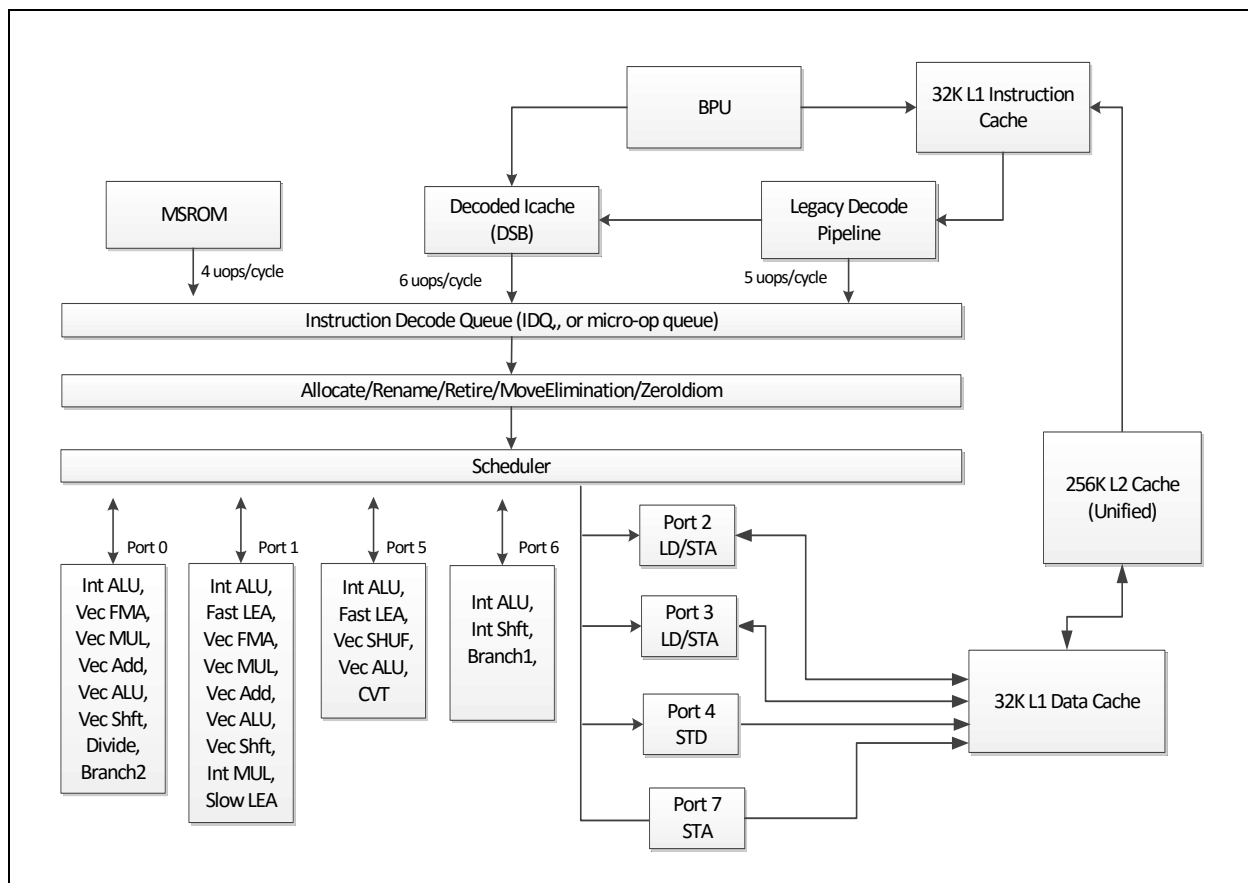 BPU
32K L1 Instruction
Cache
MSROM
Decoded Icache
(DSB)
Legacy Decode
Pipeline
4 uops/cycle
6 uops/cycle
5 uops/cycle
Instruction Decode Queue (IDQ,, or micro-op queue)
Allocate/Rename/Retire/MoveElimination/ZeroIdiom
Scheduler
256K L2 Cache
(Unified)
Port 0
Int ALU,
Vec FMA,
Vec MUL,
Vec Add,
Vec ALU,
Vec Shft,
Divide,
Branch2
Port 1
Int ALU,
Fast LEA,
Vec FMA,
Vec MUL,
Vec Add,
Vec ALU,
Vec Shft,
Int MUL,
Slow LEA
Port 5
Int ALU,
Fast LEA,
Vec SHUF,
Vec ALU,
CVT
Port 6
Int ALU,
Int Shft,
Branch1,
Port 2
LD/STA
Port 3
LD/STA
Port 4
STD
Port 7
STA
32K L1 Data Cache